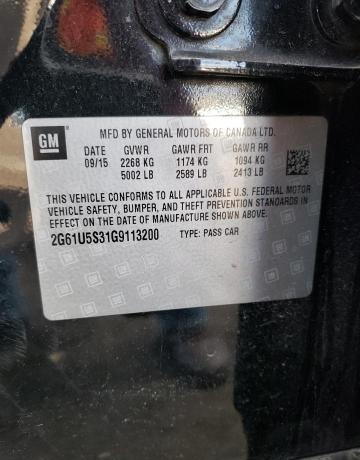 GM
MFD BY GENERAL MOTORS OF CANADA LTD.
DATE GVWR GAWR FRT GAWR RR
09/15 2268 KG 1174 KG 1094 KG
5002 LB 2589 LB 2413 LB
THIS VEHICLE CONFORMS TO ALL APPLICABLE U.S. FEDERAL MOTOR
VEHICLE SAFETY, BUMPER, AND THEFT PREVENTION STANDARDS IN
EFFECT ON THE DATE OF MANUFACTURE SHOWN ABOVE.
2G61U5S31G9113200 TYPE: PASS CAR